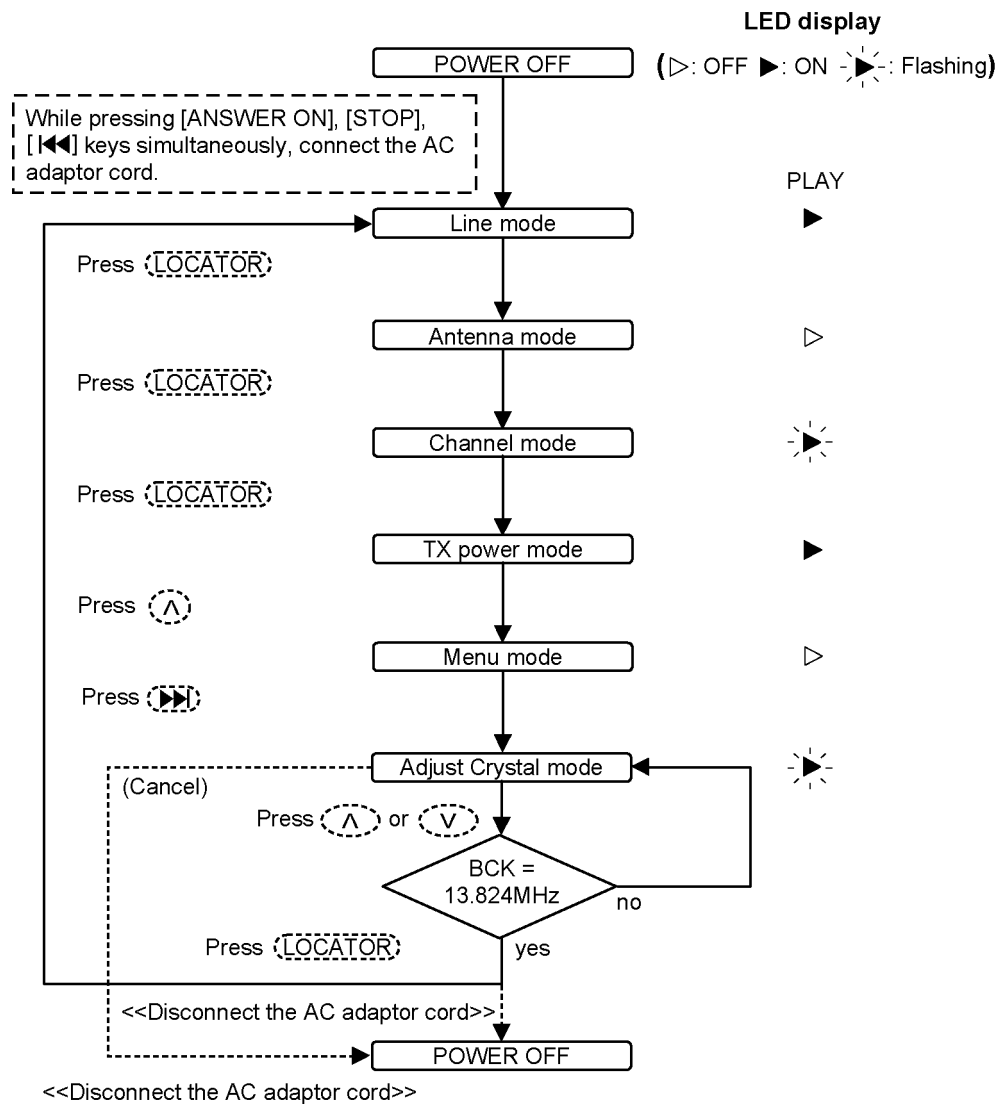 LED display
POWER OFF
(▷: OFF ▶: ON ▶: Flashing)
While pressing [ANSWER ON], [STOP],
[⏮] keys simultaneously, connect the AC
adaptor cord.
PLAY
Line mode
Press (LOCATOR)
Antenna mode
Press (LOCATOR)
Channel mode
Press (LOCATOR)
TX power mode
Press (∧)
Menu mode
Press (⏭)
Adjust Crystal mode
(Cancel)
Press (∧) or (∨)
BCK =
13.824MHz
no
Press (LOCATOR)
yes
<<Disconnect the AC adaptor cord>>
POWER OFF
<<Disconnect the AC adaptor cord>>